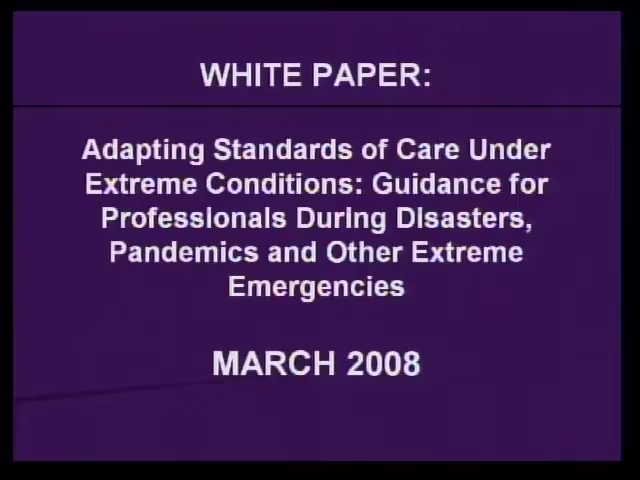 WHITE PAPER:
Adapting Standards of Care Under
Extreme Conditions: Guidance for
Professionals During Disasters,
Pandemics and Other Extreme
Emergencies
MARCH 2008